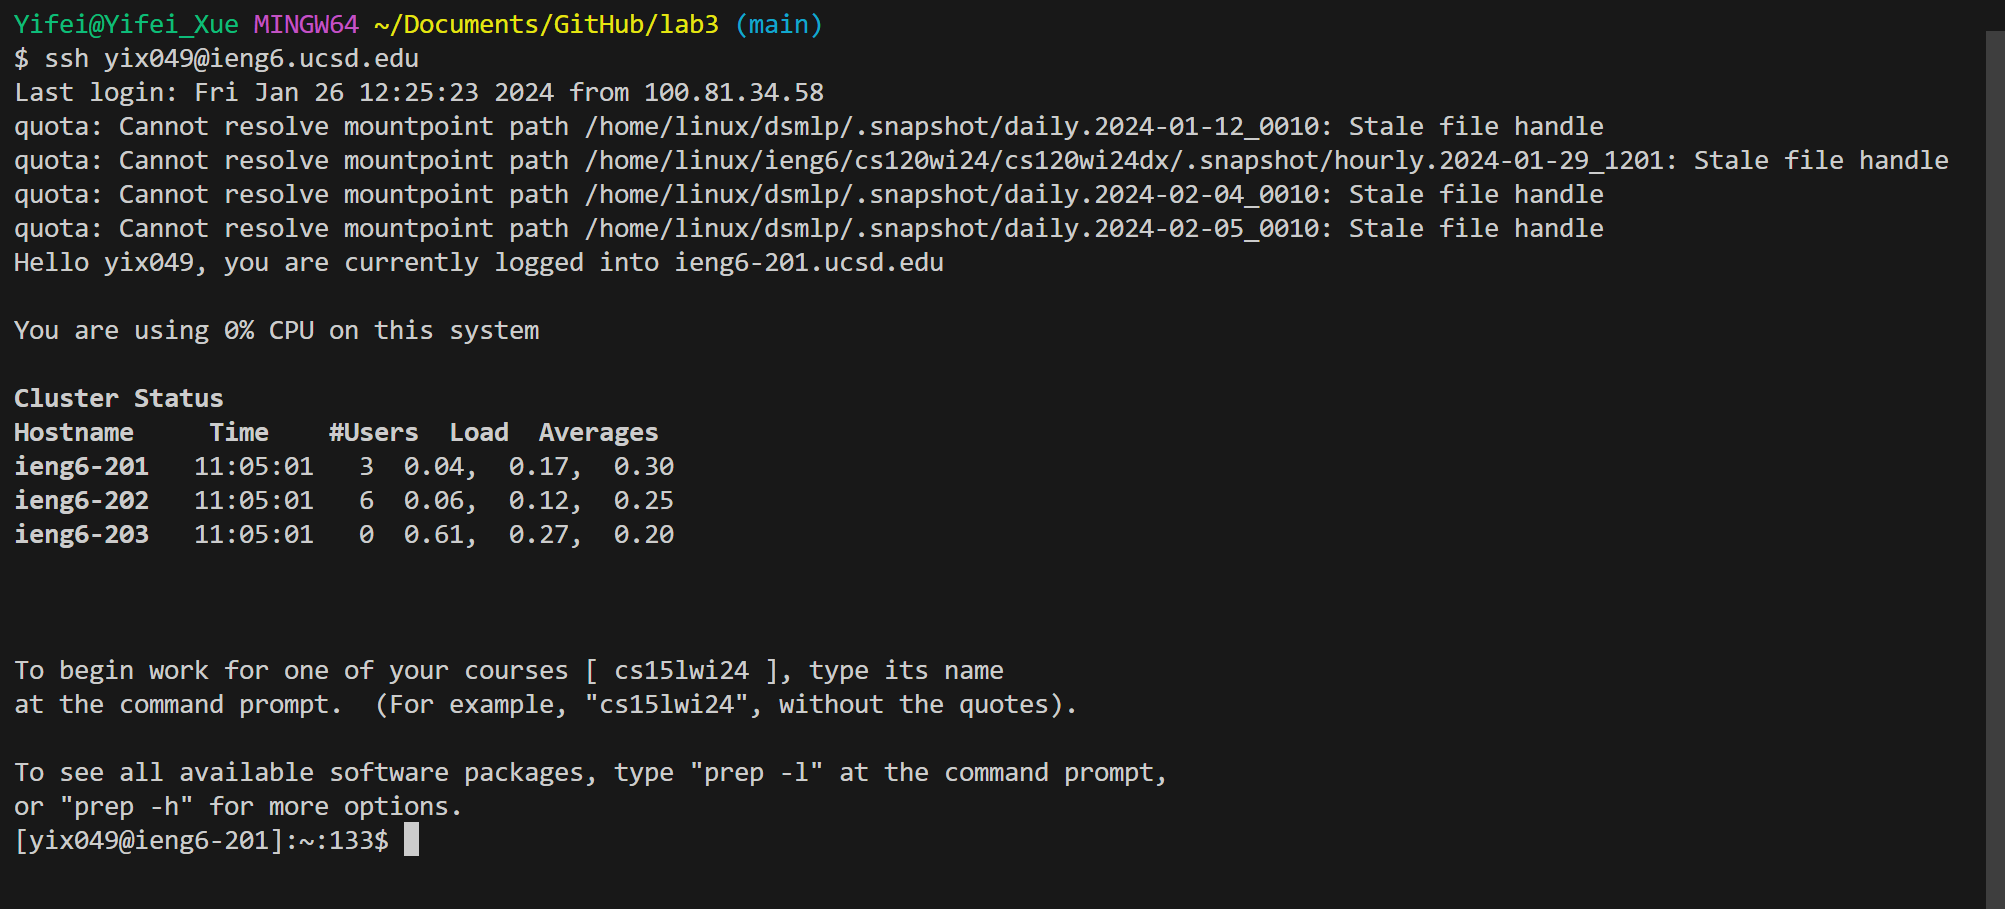 Yifei@Yifei_Xue MINGW64 ~/Documents/GitHub/lab3 (main)
$ ssh yix049@ieng6.ucsd.edu
Last login: Fri Jan 26 12:25:23 2024 from 100.81.34.58
quota: Cannot resolve mountpoint path /home/linux/dsmlp/.snapshot/daily.2024-01-12_0010: Stale file handle
quota: Cannot resolve mountpoint path /home/linux/ieng6/cs120wi24/cs120wi24dx/.snapshot/hourly.2024-01-29_1201: Stale file handle
quota: Cannot resolve mountpoint path /home/linux/dsmlp/.snapshot/daily.2024-02-04_0010: Stale file handle
quota: Cannot resolve mountpoint path /home/linux/dsmlp/.snapshot/daily.2024-02-05_0010: Stale file handle
Hello yix049, you are currently logged into ieng6-201.ucsd.edu
You are using 0% CPU on this system
Cluster Status
Hostname     Time    #Users  Load  Averages
ieng6-201   11:05:01   3  0.04,  0.17,  0.30
ieng6-202   11:05:01   6  0.06,  0.12,  0.25
ieng6-203   11:05:01   0  0.61,  0.27,  0.20
To begin work for one of your courses [ cs15lwi24 ], type its name
at the command prompt.  (For example, "cs15lwi24", without the quotes).
To see all available software packages, type "prep -l" at the command prompt,
or "prep -h" for more options.
[yix049@ieng6-201]:~:133$